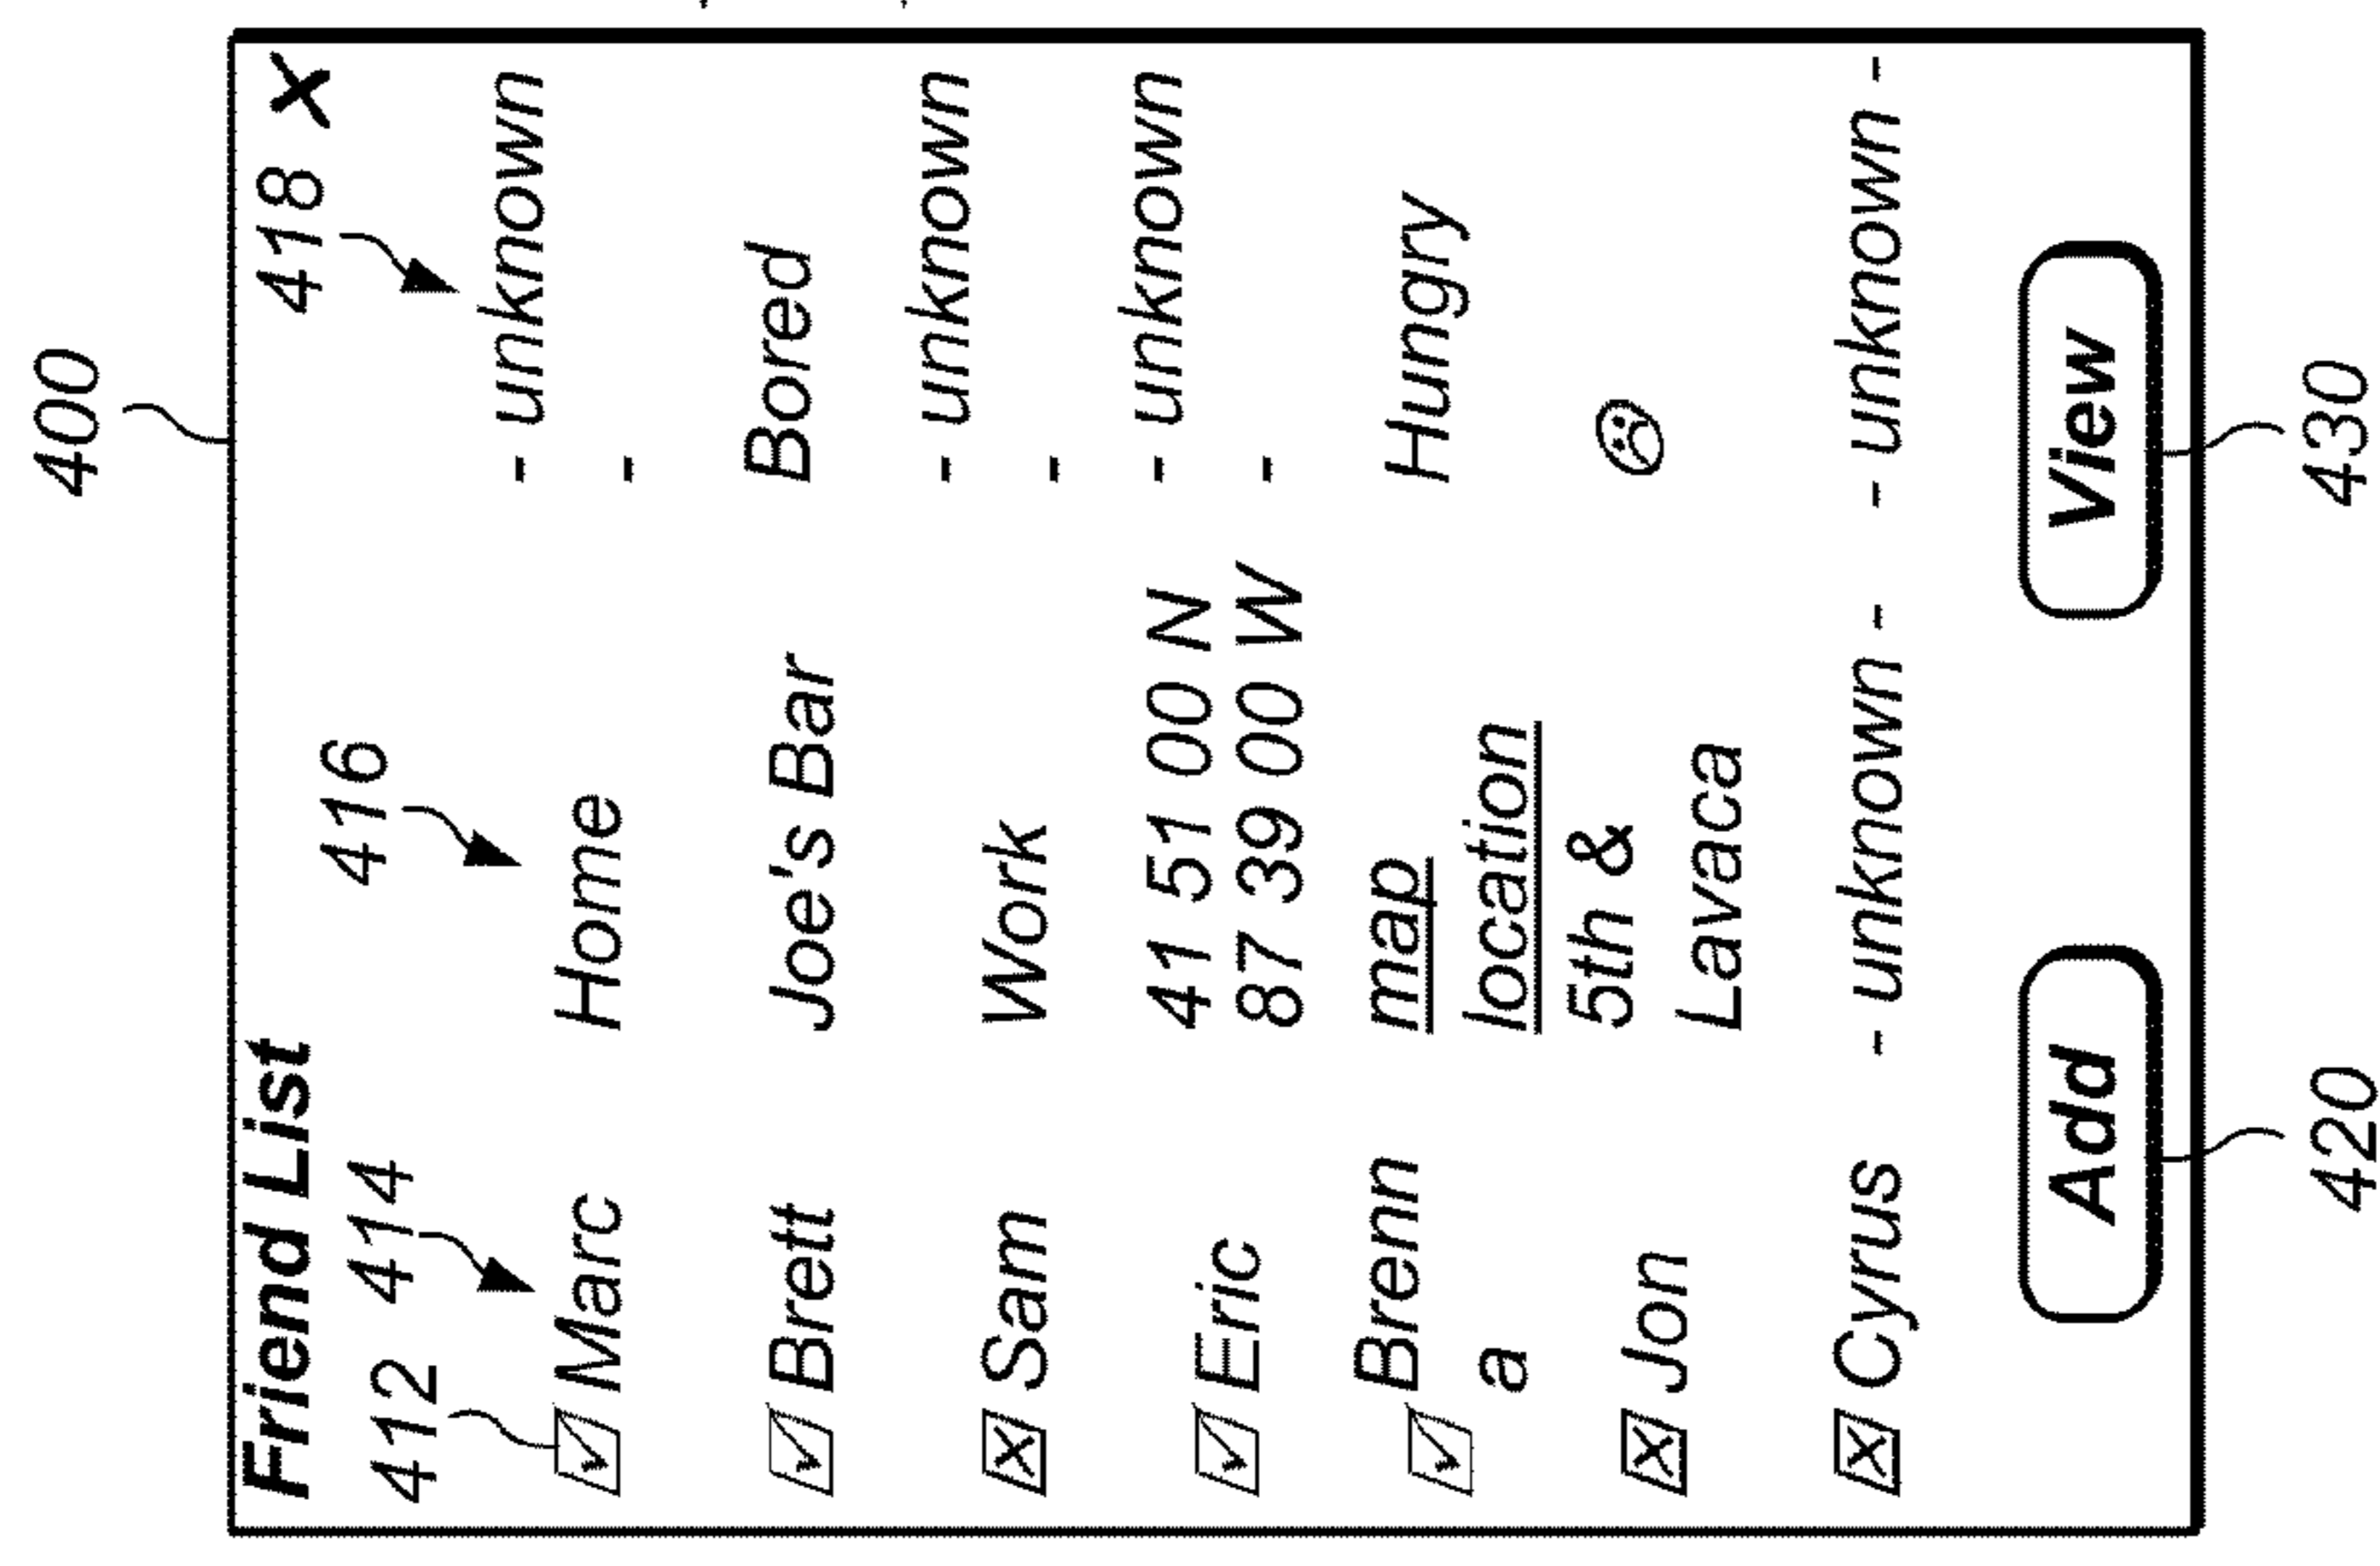 400
Friend List
418 X
412 414
416
Marc
Home
- unknown
-
Brett
Joe's Bar
Bored
Sam
Work
- unknown
-
Eric
41 51 00 N
87 39 00 W
- unknown
-
Brenn
a
map
location
Hungry
Jon
5th &
Lavaca
Cyrus
- unknown -
- unknown -
Add
View
420
430